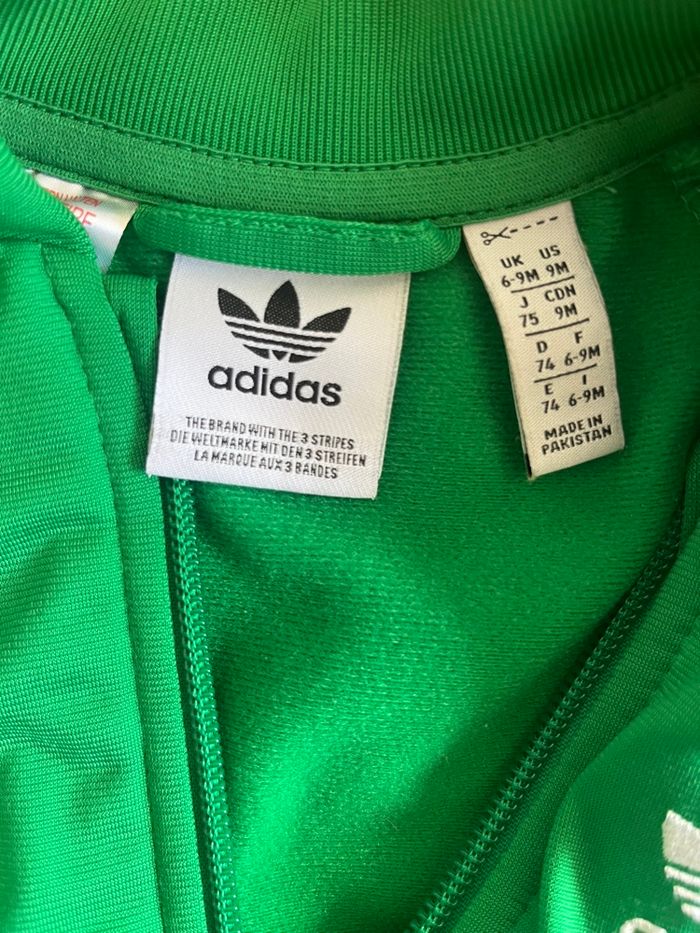 adidas
THE BRAND WITH THE 3 STRIPES
DIE WELTMARKE MIT DEN 3 STREIFEN
LA MARQUE AUX 3 BANDES
UK US
6-9M 9M
J CDN
75 9M
D F
74 6-9M
E I
74 6-9M
MADE IN
PAKISTAN